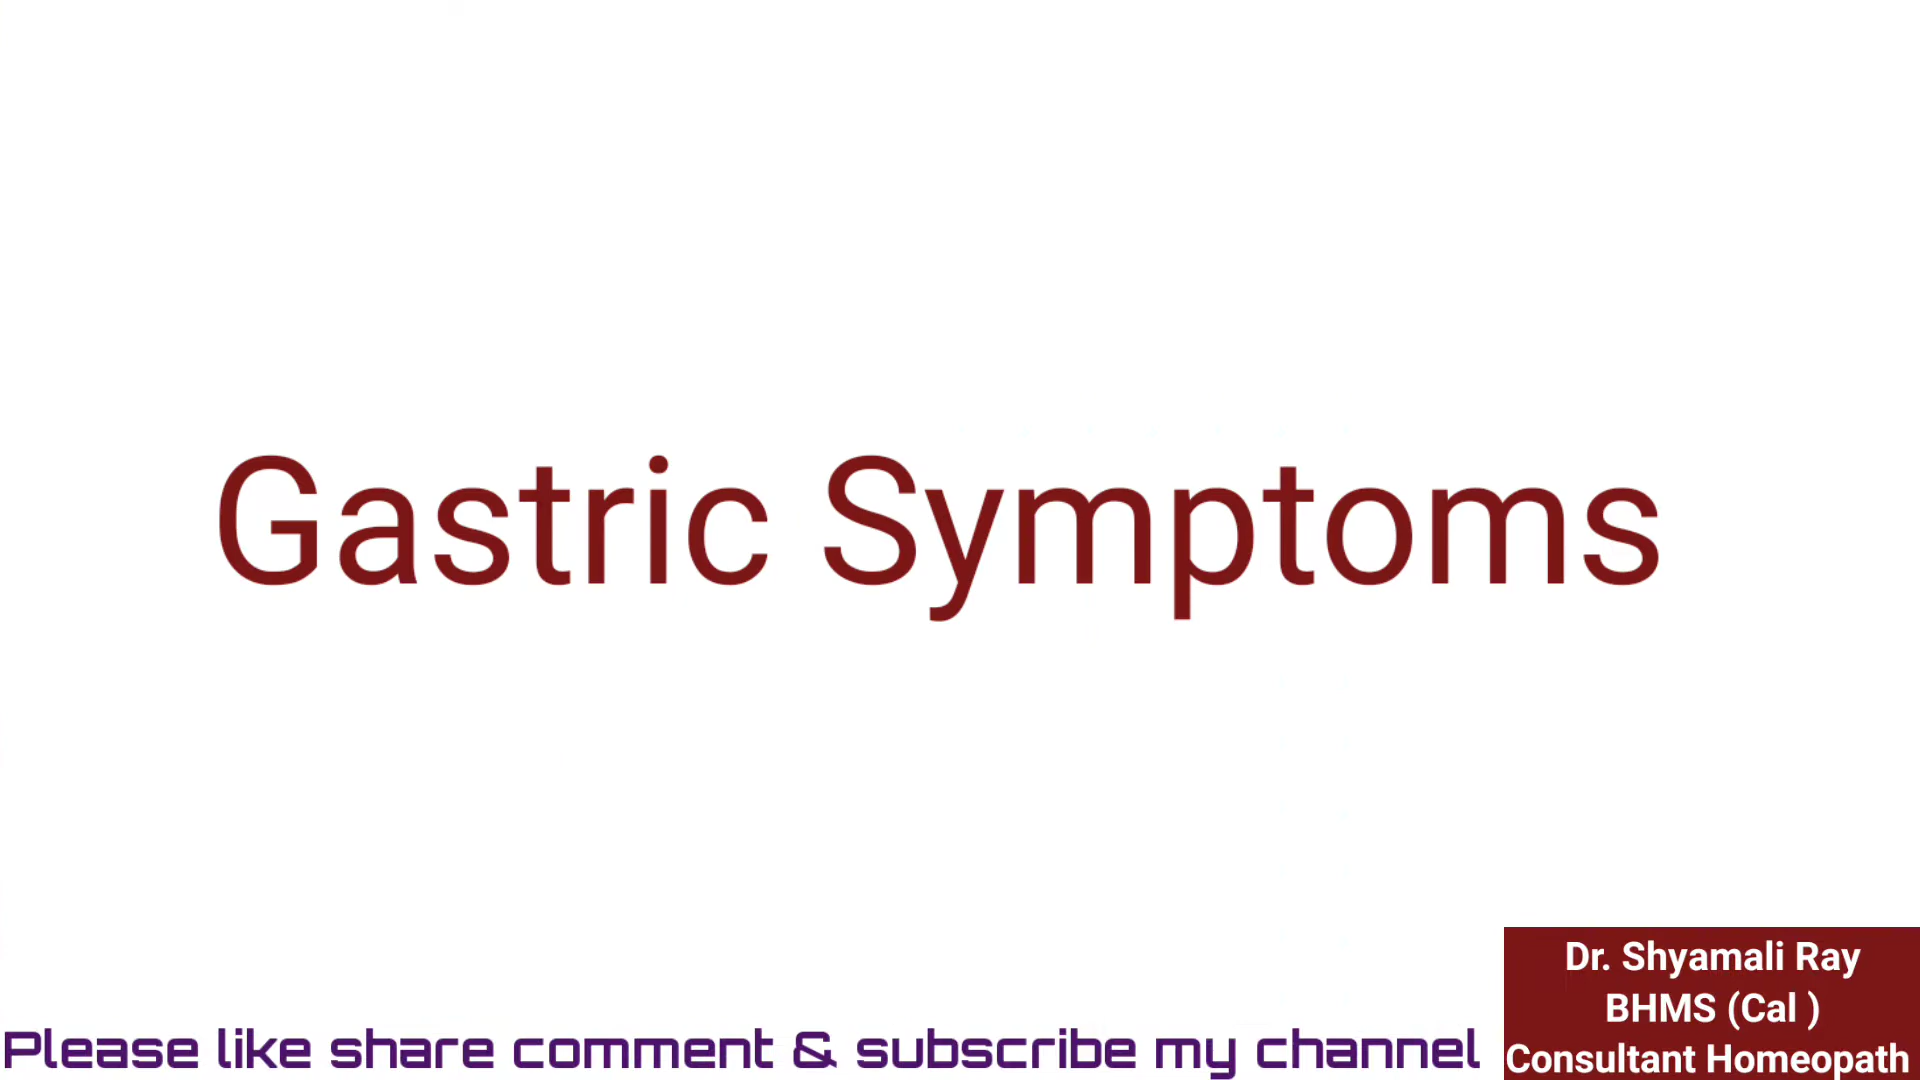 Gastric Symptoms
Dr. Shyamali Ray
BHMS (Cal )
Consultant Homeopath
Please like share comment & subscribe my channel